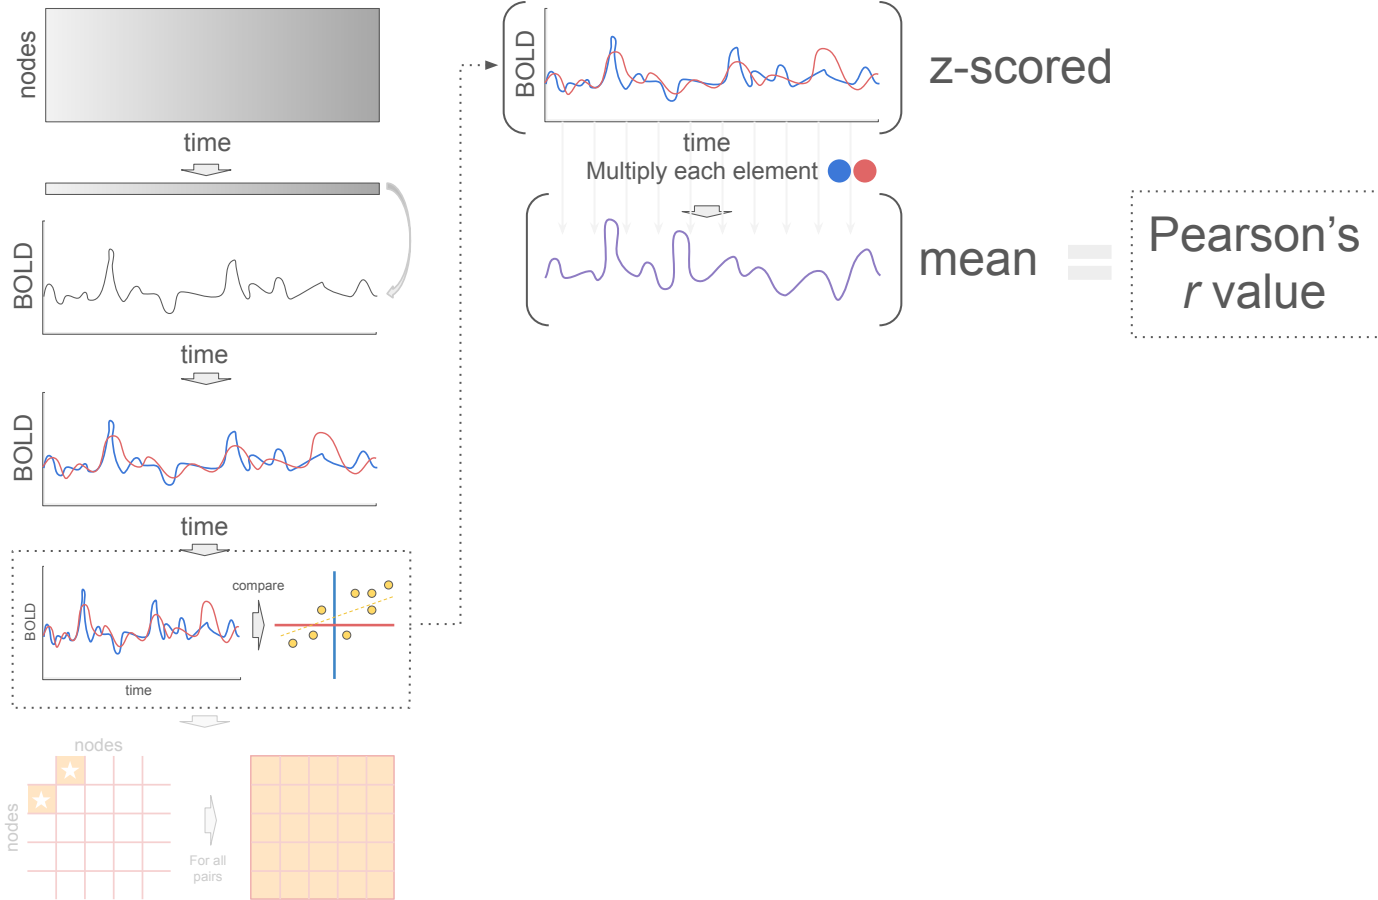 nodes
time
BOLD
time
BOLD
time
BOLD
compare
time
nodes
nodes
For all
pairs
BOLD
z-scored
time
Multiply each element
mean
Pearson's
r value